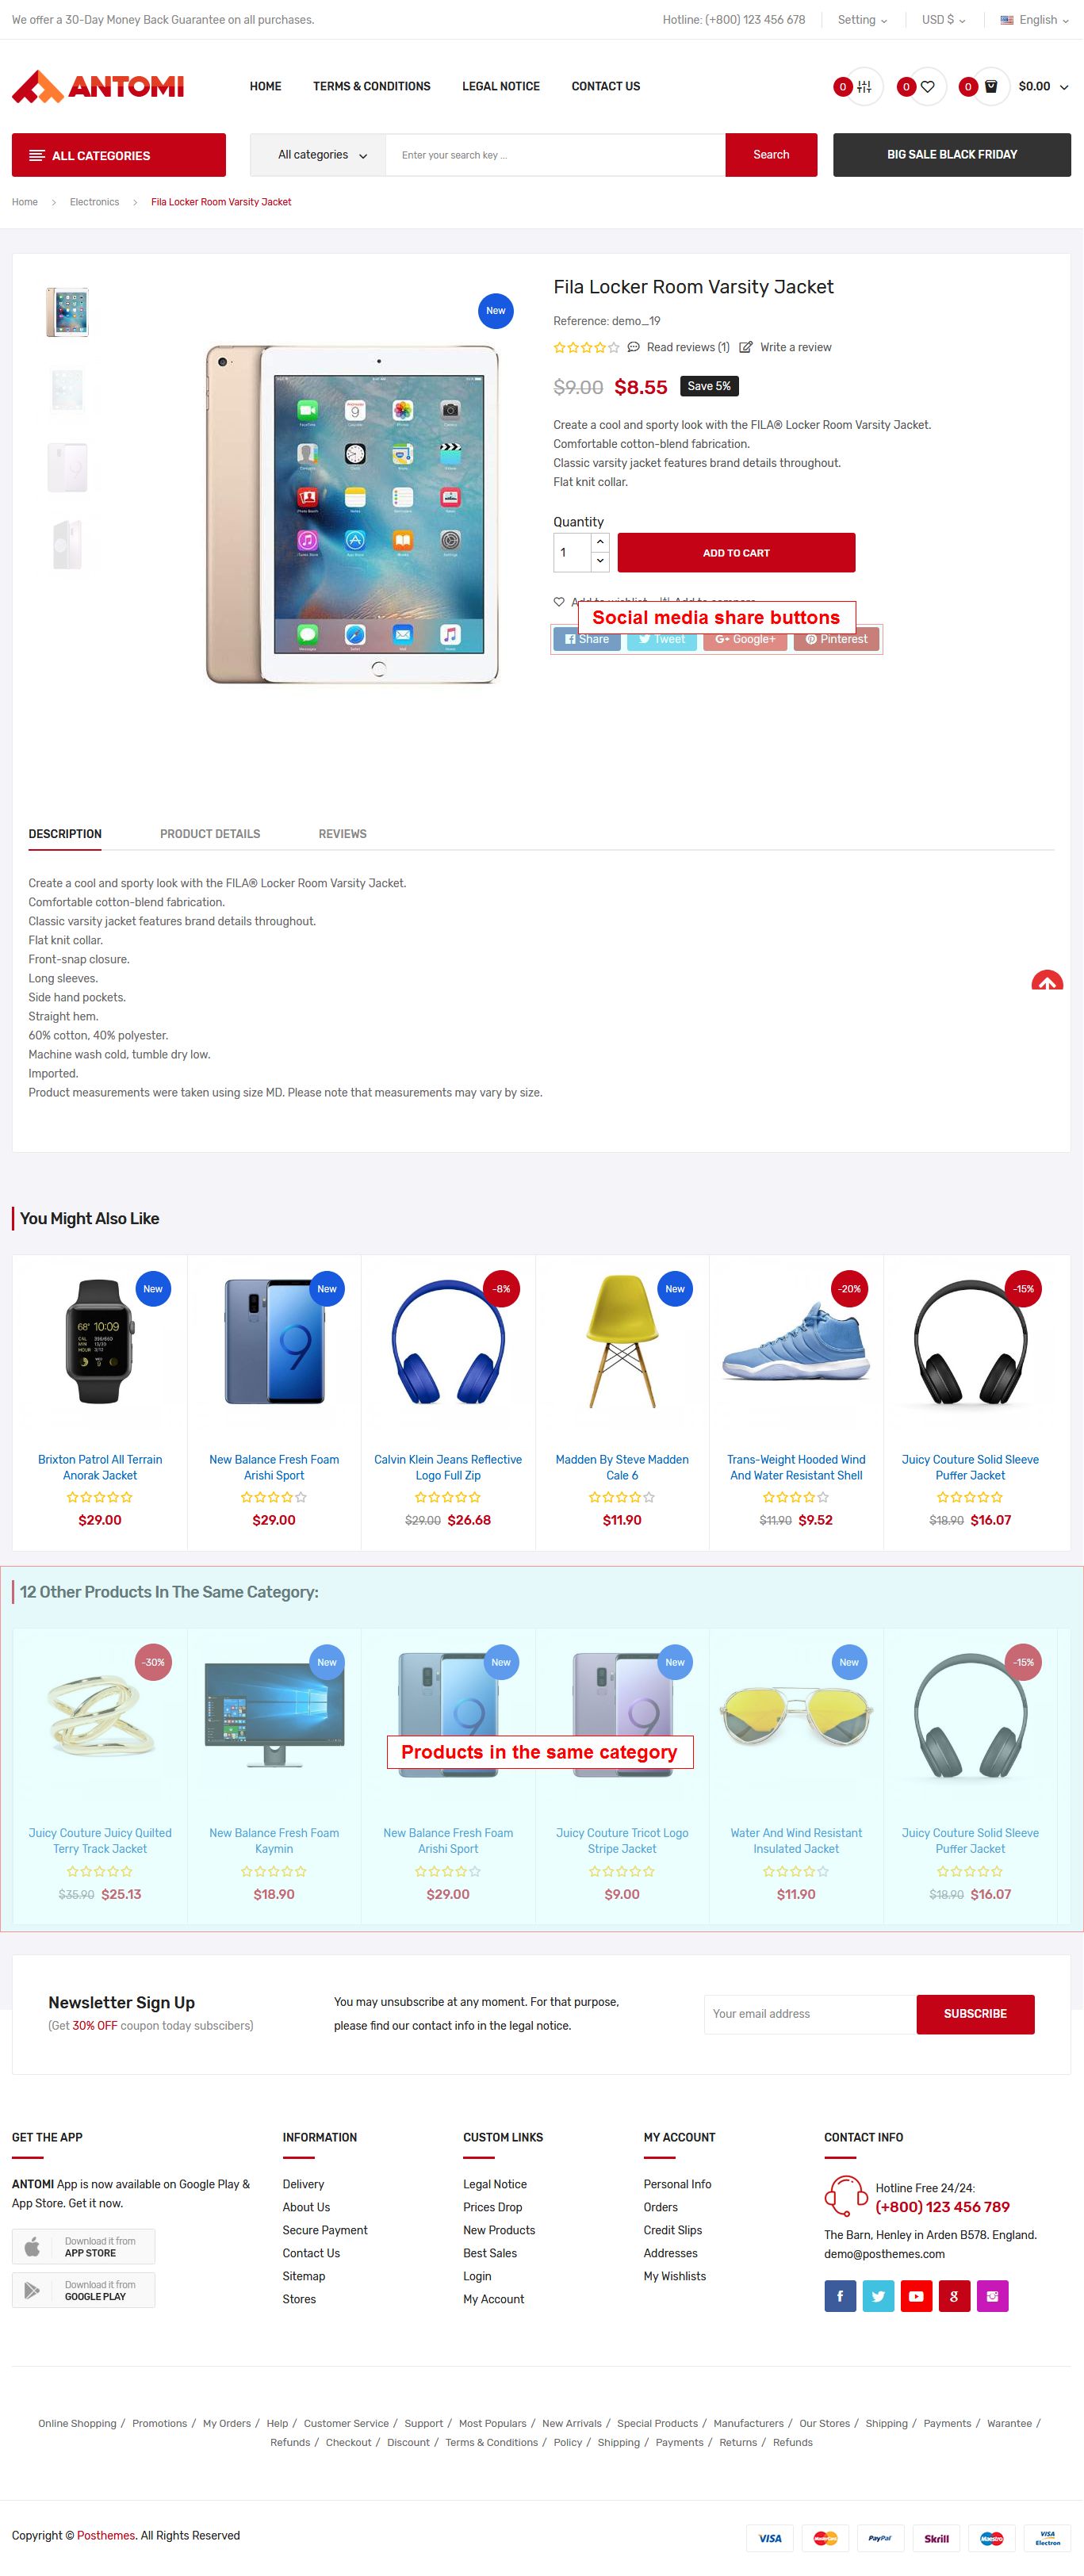 We offer a 30-Day Money Back Guarantee on all purchases.
Hotline: (+800) 123 456 678
Setting
USD $
English
ANTOMI
HOME
TERMS & CONDITIONS
LEGAL NOTICE
CONTACT US
0
0
0
$0.00
ALL CATEGORIES
All categories
Enter your search key ...
Search
BIG SALE BLACK FRIDAY
Home > Electronics > Fila Locker Room Varsity Jacket
New
Fila Locker Room Varsity Jacket
Reference: demo_19
Read reviews (1)
Write a review
$9.00 $8.55 Save 5%
Create a cool and sporty look with the FILA® Locker Room Varsity Jacket.
Comfortable cotton-blend fabrication.
Classic varsity jacket features brand details throughout.
Flat knit collar.
Quantity
1
ADD TO CART
Add to wishlist
Add to compare
Social media share buttons
Share
Tweet
Google+
Pinterest
DESCRIPTION
PRODUCT DETAILS
REVIEWS
Create a cool and sporty look with the FILA® Locker Room Varsity Jacket.
Comfortable cotton-blend fabrication.
Classic varsity jacket features brand details throughout.
Flat knit collar.
Front-snap closure.
Long sleeves.
Side hand pockets.
Straight hem.
60% cotton, 40% polyester.
Machine wash cold, tumble dry low.
Imported.
Product measurements were taken using size MD. Please note that measurements may vary by size.
You Might Also Like
New
68° 10:09
Brixton Patrol All Terrain
Anorak Jacket
$29.00
New
9
New Balance Fresh Foam
Arishi Sport
$29.00
-8%
Calvin Klein Jeans Reflective
Logo Full Zip
$29.00 $26.68
New
Madden By Steve Madden
Cale 6
$11.90
-20%
Trans-Weight Hooded Wind
And Water Resistant Shell
$11.90 $9.52
-15%
Juicy Couture Solid Sleeve
Puffer Jacket
$18.90 $16.07
12 Other Products In The Same Category:
-30%
Juicy Couture Juicy Quilted
Terry Track Jacket
$35.90 $25.13
New
New Balance Fresh Foam
Kaymin
$18.90
New
9
New Balance Fresh Foam
Arishi Sport
$29.00
New
9
Juicy Couture Tricot Logo
Stripe Jacket
$9.00
Products in the same category
New
Water And Wind Resistant
Insulated Jacket
$11.90
-15%
Juicy Couture Solid Sleeve
Puffer Jacket
$18.90 $16.07
Newsletter Sign Up
(Get 30% OFF coupon today subscibers)
You may unsubscribe at any moment. For that purpose,
please find our contact info in the legal notice.
Your email address
SUBSCRIBE
GET THE APP
ANTOMI App is now available on Google Play &
App Store. Get it now.
Download it from
APP STORE
Download it from
GOOGLE PLAY
INFORMATION
Delivery
About Us
Secure Payment
Contact Us
Sitemap
Stores
CUSTOM LINKS
Legal Notice
Prices Drop
New Products
Best Sales
Login
My Account
MY ACCOUNT
Personal Info
Orders
Credit Slips
Addresses
My Wishlists
CONTACT INFO
Hotline Free 24/24:
(+800) 123 456 789
The Barn, Henley in Arden B578. England.
demo@posthemes.com
Online Shopping / Promotions / My Orders / Help / Customer Service / Support / Most Populars / New Arrivals / Special Products / Manufacturers / Our Stores / Shipping / Payments / Warantee /
Refunds / Checkout / Discount / Terms & Conditions / Policy / Shipping / Payments / Returns / Refunds
Copyright © Posthemes. All Rights Reserved
VISA
MasterCard
PayPal
Skrill
Maestro
VISA
Electron